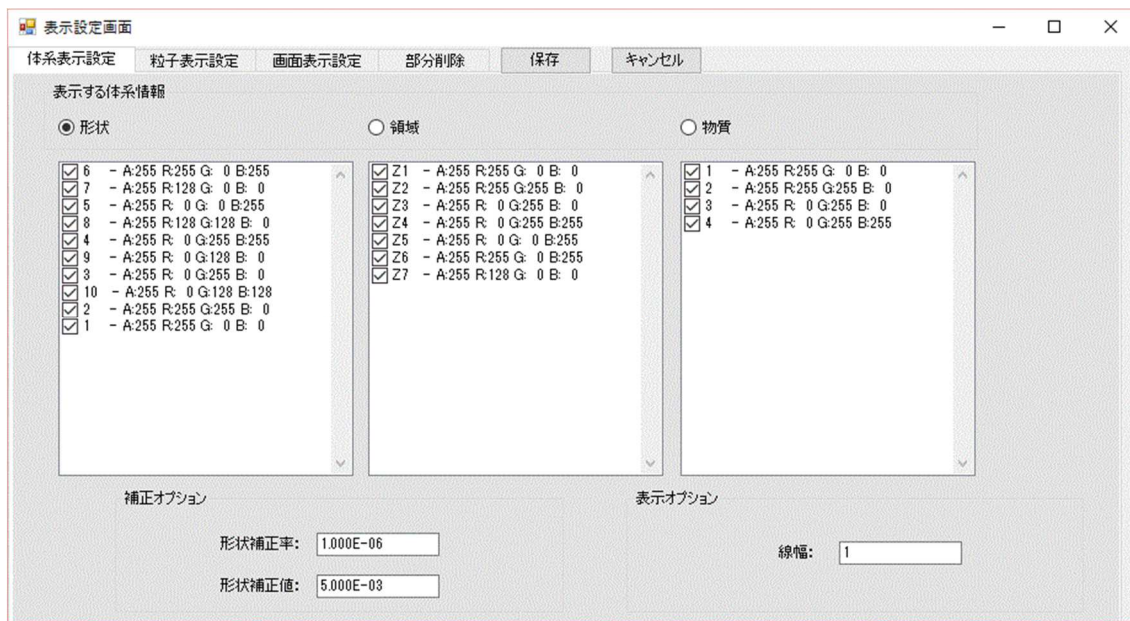 表示設定画面
体系表示設定 粒子表示設定 画面表示設定 部分削除 保存 キャンセル
表示する体系情報
形状 領域 物質
6 - A:255 R:255 G: 0 B:255
7 - A:255 R:128 G: 0 B: 0
5 - A:255 R: 0 G: 0 B:255
8 - A:255 R:128 G:128 B: 0
4 - A:255 R: 0 G:255 B:255
9 - A:255 R: 0 G:128 B: 0
3 - A:255 R: 0 G:255 B: 0
10 - A:255 R: 0 G:128 B:128
2 - A:255 R:255 G:255 B: 0
1 - A:255 R:255 G: 0 B: 0
Z1 - A:255 R:255 G: 0 B: 0
Z2 - A:255 R:255 G:255 B: 0
Z3 - A:255 R: 0 G:255 B: 0
Z4 - A:255 R: 0 G:255 B:255
Z5 - A:255 R: 0 G: 0 B:255
Z6 - A:255 R:255 G: 0 B:255
Z7 - A:255 R:128 G: 0 B: 0
1 - A:255 R:255 G: 0 B: 0
2 - A:255 R:255 G:255 B: 0
3 - A:255 R: 0 G:255 B: 0
4 - A:255 R: 0 G:255 B:255
補正オプション
形状補正率: 1.000E-06
形状補正値: 5.000E-03
表示オプション
線幅: 1